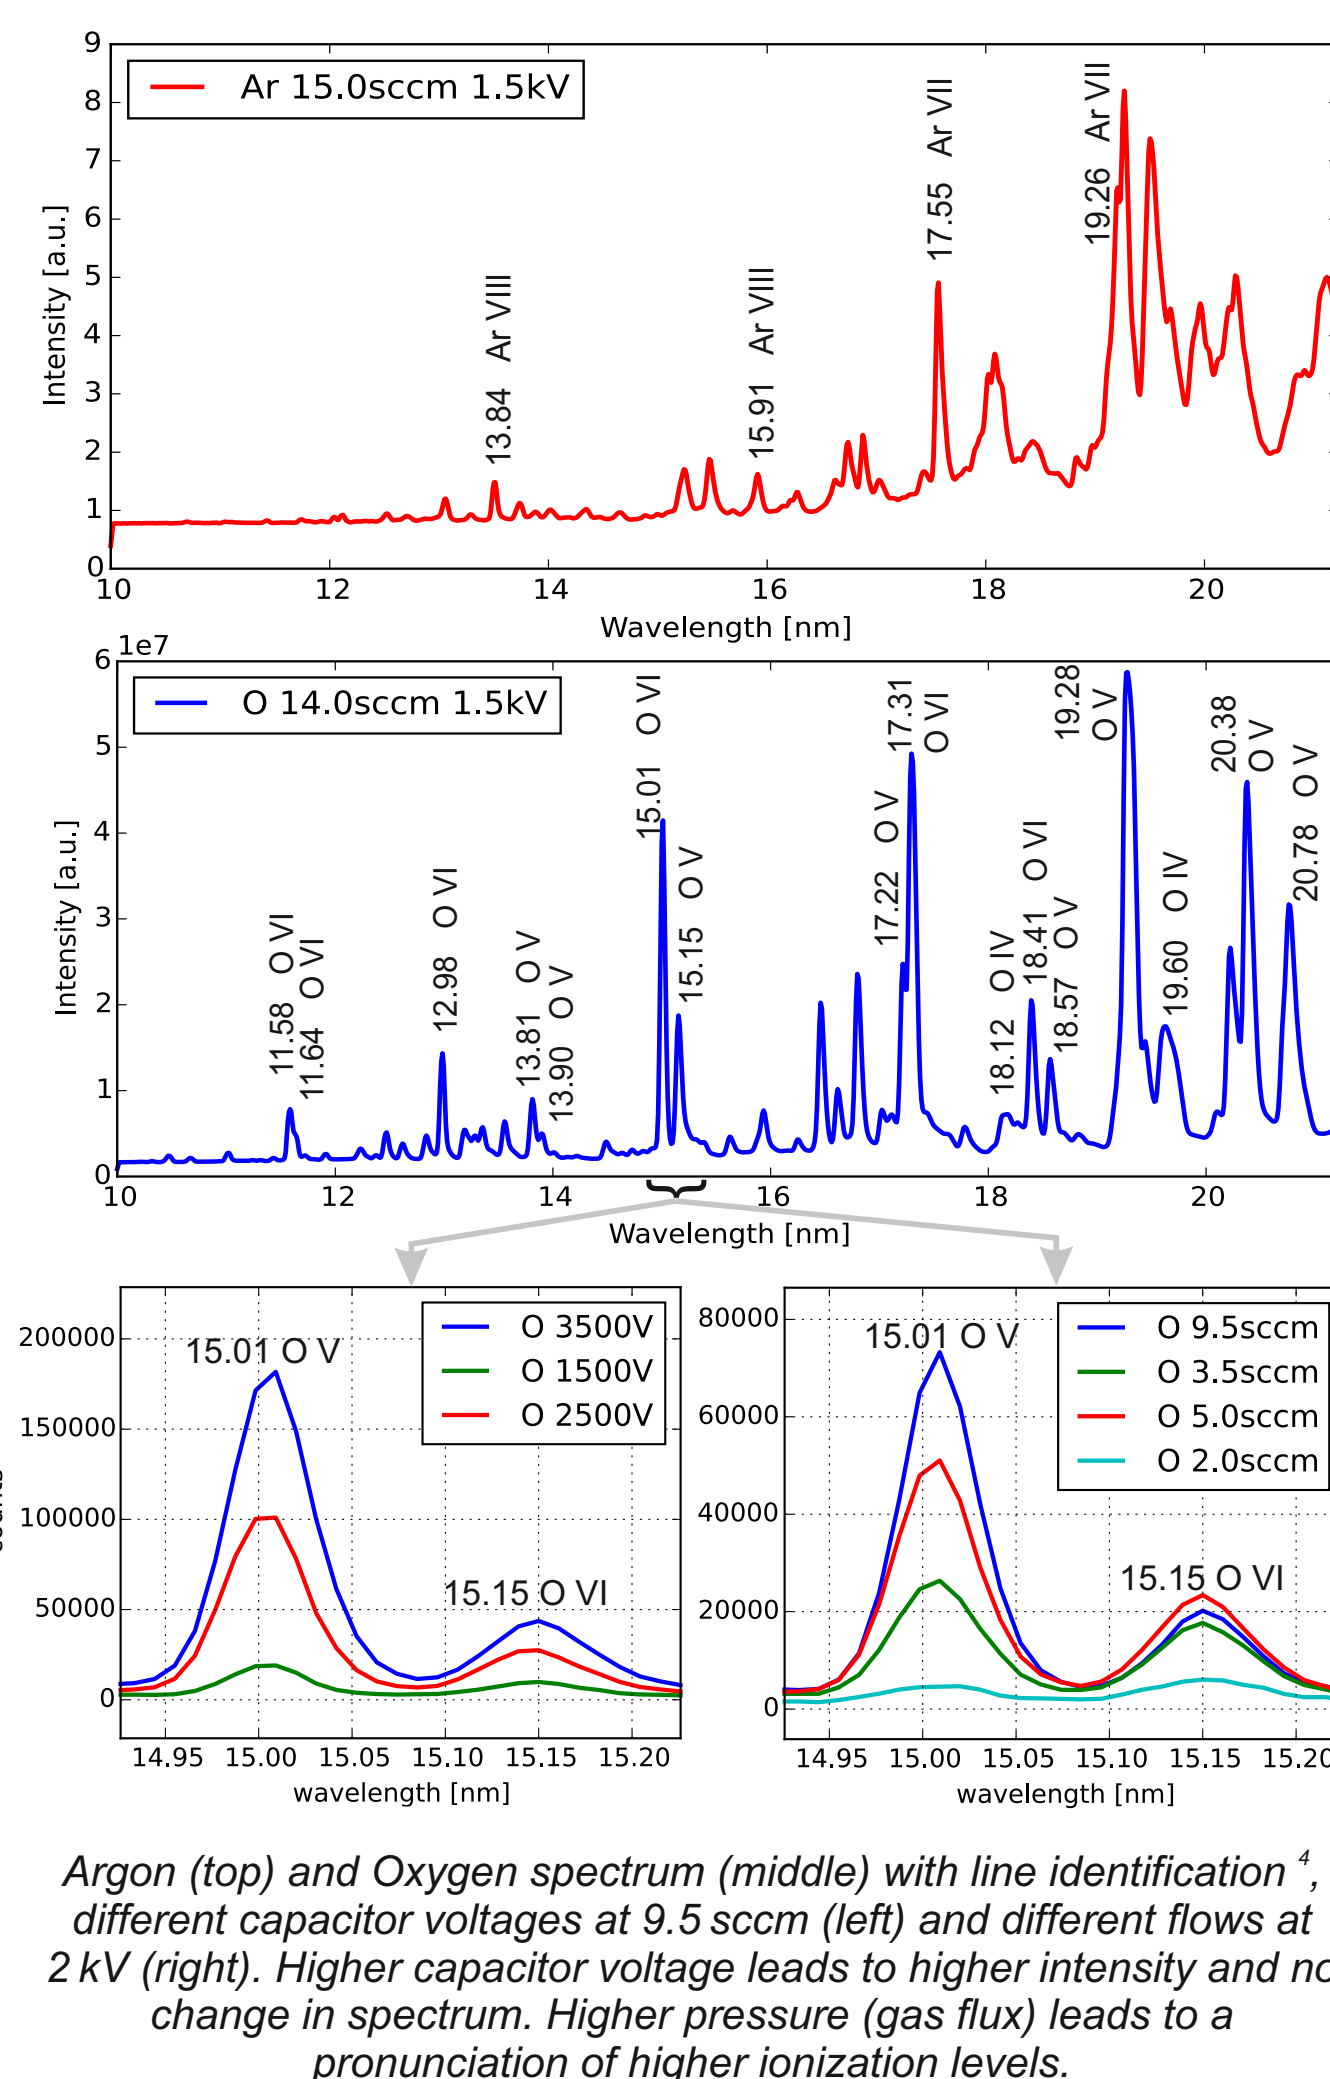 9
8
7
6
5
4
3
2
1
0
Intensity [a.u.]
Ar 15.0sccm 1.5kV
13.84 Ar VIII
15.91 Ar VIII
17.55 Ar VII
19.26 Ar VII
10 12 14 16 18 20
Wavelength [nm]
1e7
6
5
4
3
2
1
0
Intensity [a.u.]
O 14.0sccm 1.5kV
11.58 O VI
11.64 O VI
12.98 O VI
13.81 O V
13.90 O V
15.01 O VI
15.15 O V
17.22 O V
17.31
O VI
18.12 O IV
18.41 O VI
18.57 O V
19.28
O V
19.60 O IV
20.38
O V
20.78 O V
10 12 14 16 18 20
Wavelength [nm]
200000
150000
100000
50000
0
15.01 O V
15.15 O VI
O 3500V
O 1500V
O 2500V
14.95 15.00 15.05 15.10 15.15 15.20
wavelength [nm]
80000
60000
40000
20000
0
15.01 O V
15.15 O VI
O 9.5sccm
O 3.5sccm
O 5.0sccm
O 2.0sccm
14.95 15.00 15.05 15.10 15.15 15.20
wavelength [nm]
Argon (top) and Oxygen spectrum (middle) with line identification 4,
different capacitor voltages at 9.5 sccm (left) and different flows at
2 kV (right). Higher capacitor voltage leads to higher intensity and no
change in spectrum. Higher pressure (gas flux) leads to a
pronunciation of higher ionization levels.